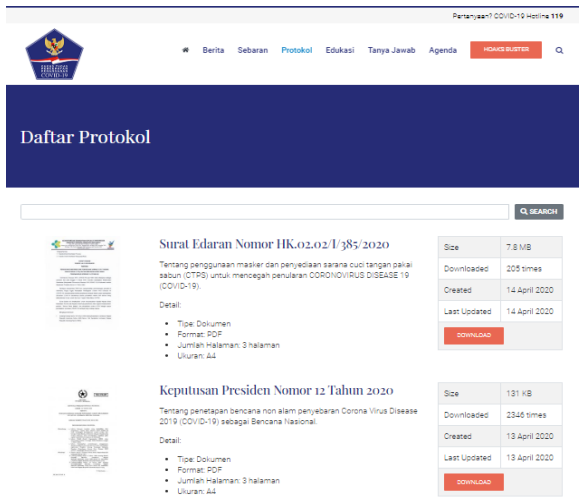 Pertanyaan? COVID-19 Hotline 119
Berita Sebaran Protokol Edukasi Tanya Jawab Agenda HOAKS BUSTER
COVID-19
Daftar Protokol
SEARCH
Surat Edaran Nomor HK.02.02/I/385/2020
Tentang penggunaan masker dan penyediaan sarana cuci tangan pakai
sabun (CTPS) untuk mencegah penularan CORONOVIRUS DISEASE 19
(COVID-19).
Detail:
Tipe: Dokumen
Format: PDF
Jumlah Halaman: 3 halaman
Ukuran: A4
Size 7.8 MB
Downloaded 205 times
Created 14 April 2020
Last Updated 14 April 2020
DOWNLOAD
Keputusan Presiden Nomor 12 Tahun 2020
Tentang penetapan bencana non alam penyebaran Corona Virus Disease
2019 (COVID-19) sebagai Bencana Nasional.
Detail:
Tipe: Dokumen
Format: PDF
Jumlah Halaman: 3 halaman
Ukuran: A4
Size 131 KB
Downloaded 2346 times
Created 13 April 2020
Last Updated 13 April 2020
DOWNLOAD